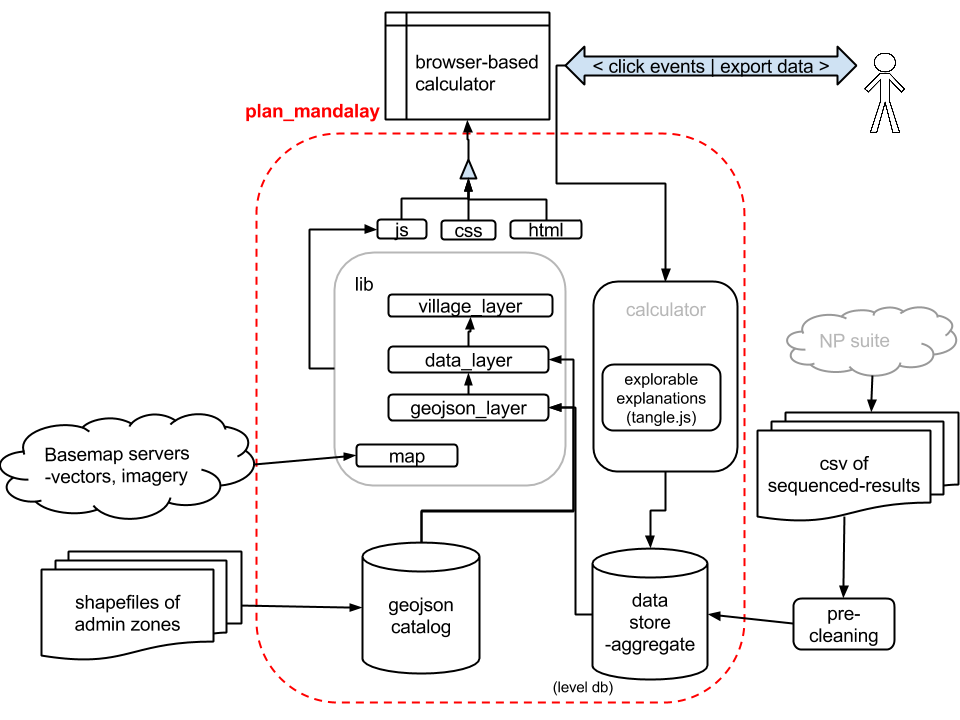 browser-based
calculator
< click events | export data >
plan_mandalay
js
css
html
lib
village_layer
data_layer
geojson_layer
map
calculator
explorable
explanations
(tangle.js)
NP suite
csv of
sequenced-results
Basemap servers
-vectors, imagery
shapefiles of
admin zones
geojson
catalog
data
store
-aggregate
(level db)
pre-
cleaning